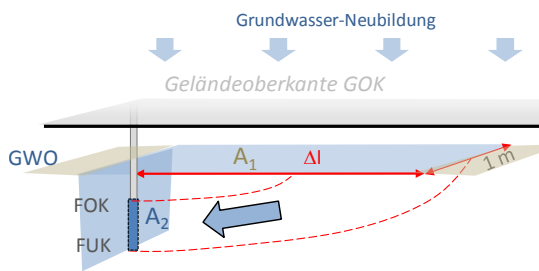 Grundwasser-Neubildung
Geländeoberkante GOK
GWO
A1
Δl
1 m
FOK
A2
FUK